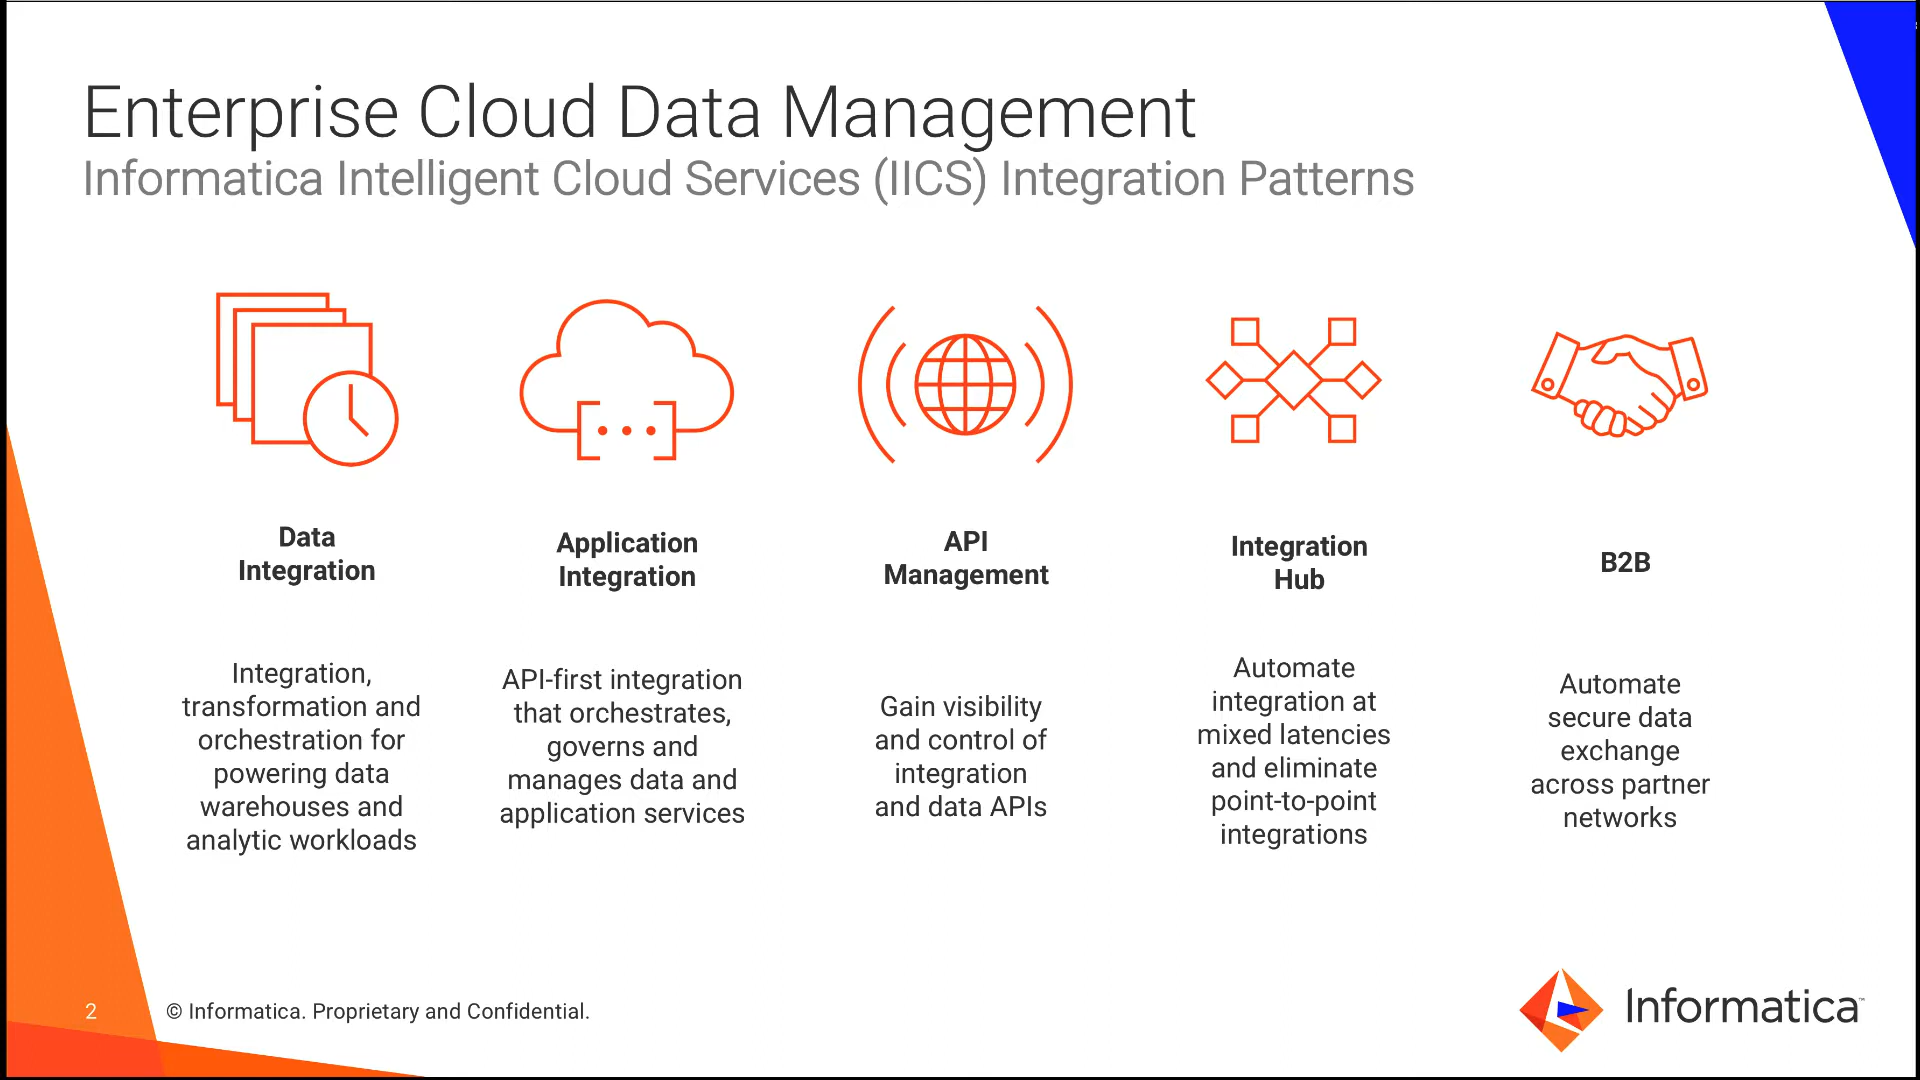 Enterprise Cloud Data Management
Informatica Intelligent Cloud Services (IICS) Integration Patterns
Data
Integration
Integration,
transformation and
orchestration for
powering data
warehouses and
analytic workloads
Application
Integration
API-first integration
that orchestrates,
governs and
manages data and
application services
API
Management
Gain visibility
and control of
integration
and data APIs
Integration
Hub
Automate
integration at
mixed latencies
and eliminate
point-to-point
integrations
B2B
Automate
secure data
exchange
across partner
networks
2
© Informatica. Proprietary and Confidential.
Informatica™